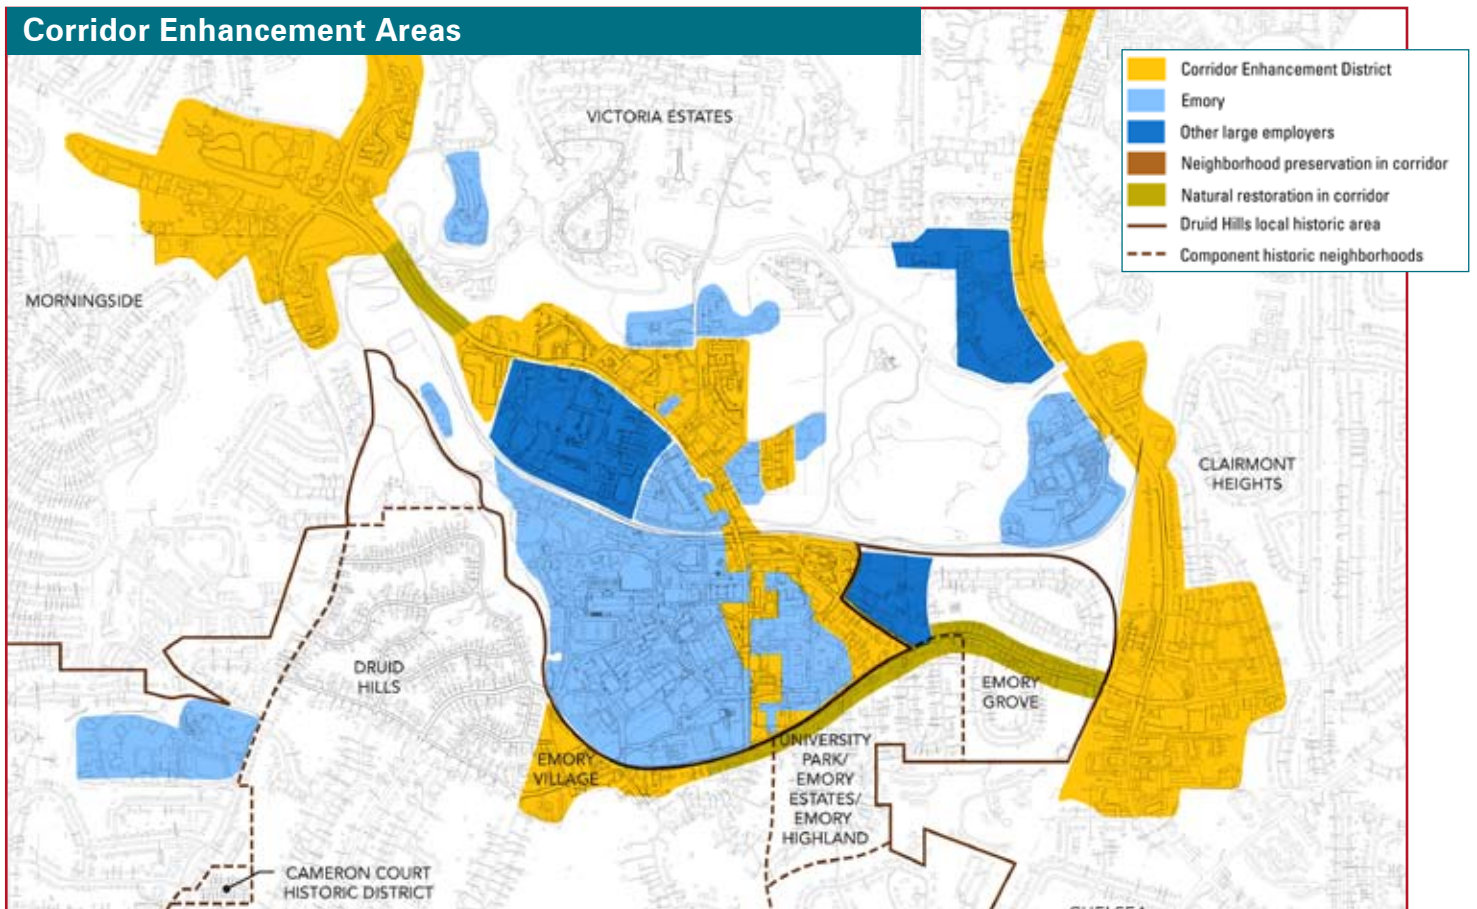 Corridor Enhancement Areas
Corridor Enhancement District
Emory
Other large employers
Neighborhood preservation in corridor
Natural restoration in corridor
Druid Hills local historic area
Component historic neighborhoods
VICTORIA ESTATES
MORNINGSIDE
CLAIRMONT
HEIGHTS
DRUID
HILLS
EMORY
GROVE
EMORY
VILLAGE
UNIVERSITY
PARK/
EMORY
ESTATES/
EMORY
HIGHLAND
CAMERON COURT
HISTORIC DISTRICT